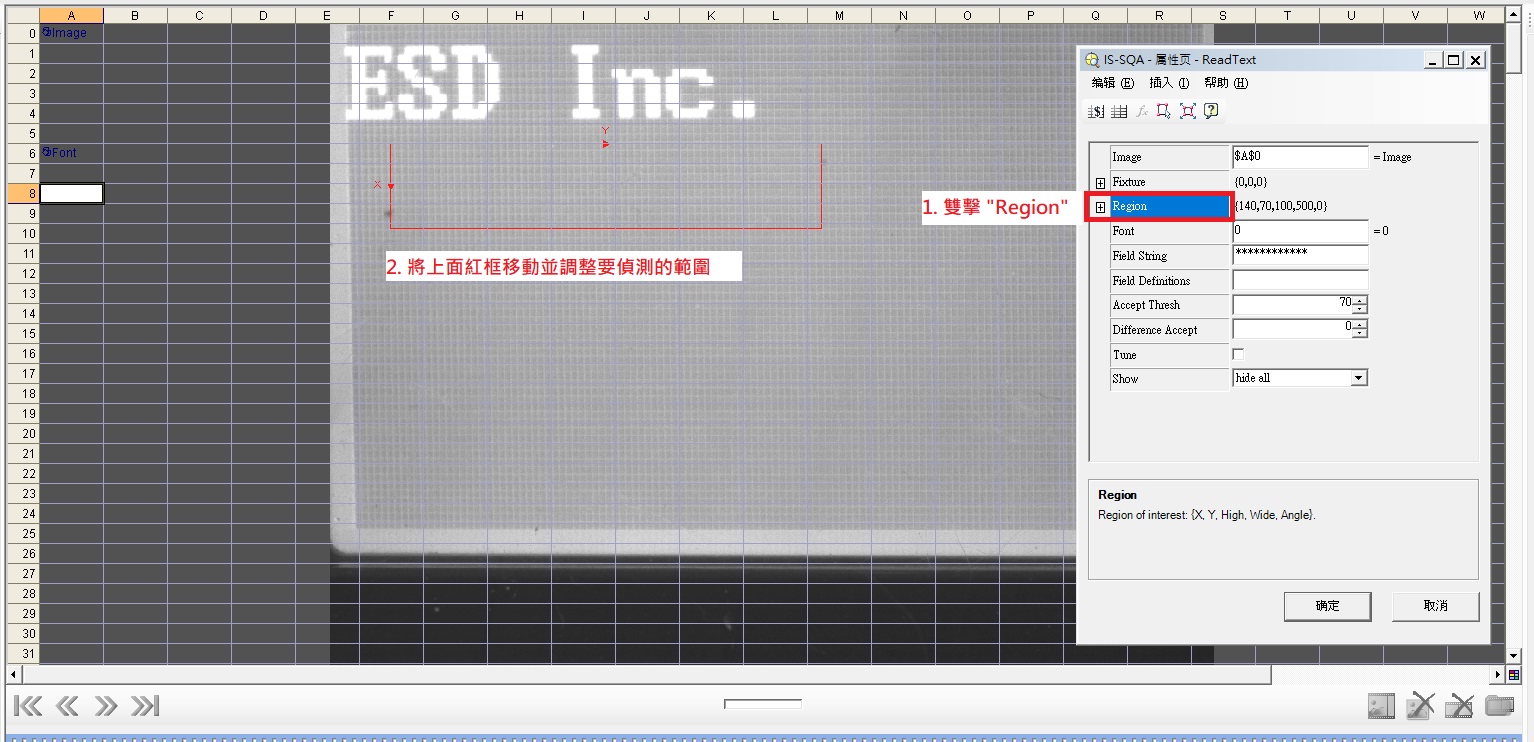 A B C D E F G H I J K L M N O P Q R S T U V W
0 Image
1
2
3
4
5
6 Font
7
8
9
10
11
12
13
14
15
16
17
18
19
20
21
22
23
24
25
26
27
28
29
30
31
ESD Inc.
Y
X
1. 雙擊 "Region"
2. 將上面紅框移動並調整要偵測的範圍
IS-SQA - 属性页 - ReadText
编辑 (E) 插入 (I) 帮助 (H)
Image $A$0 = Image
Fixture {0,0,0}
Region {140,70,100,500,0}
Font 0 = 0
Field String ************
Field Definitions
Accept Thresh 70
Difference Accept 0
Tune
Show hide all
Region
Region of interest: {X, Y, High, Wide, Angle}.
确定 取消